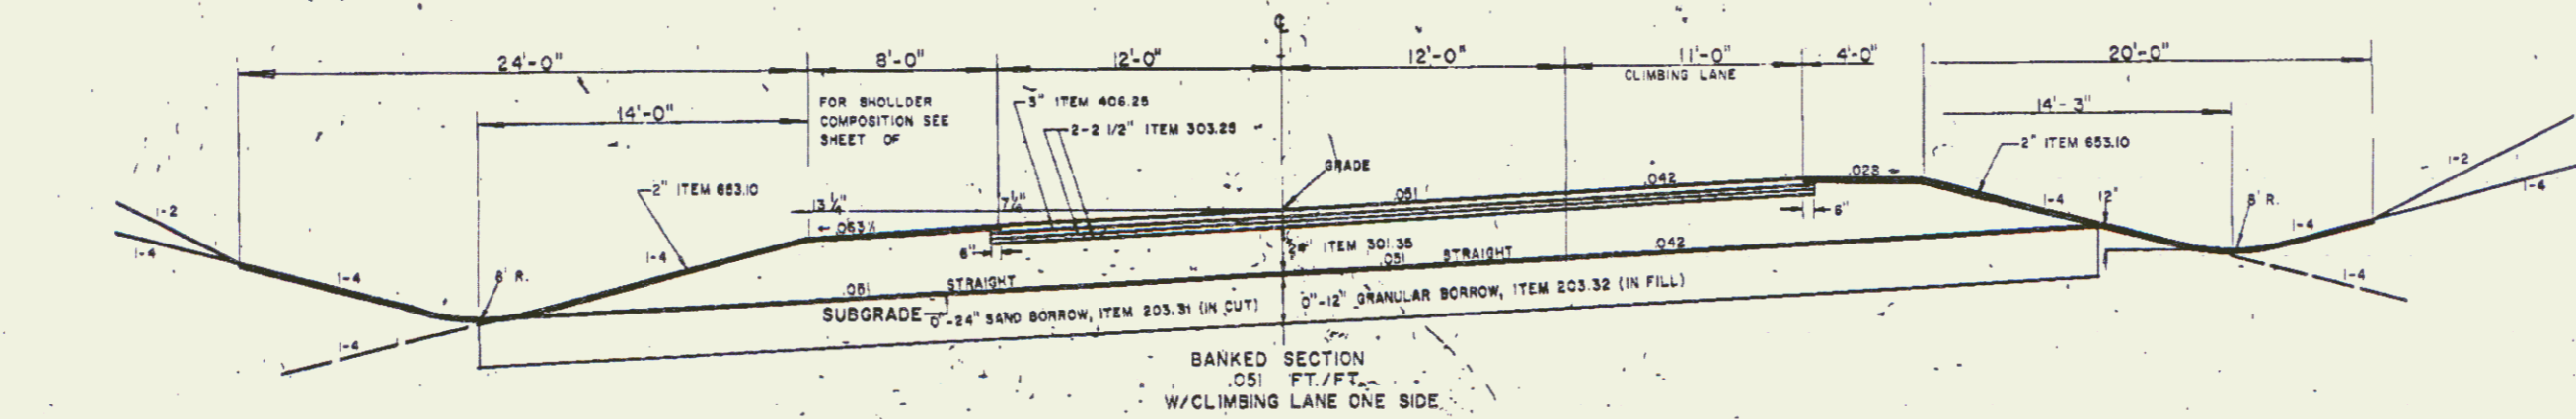 ℄
24'-0" 8'-0" 12'-0" 12'-0" 11'-0" 4'-0" 20'-0"
CLIMBING LANE
14'-0" 14'-3"
FOR SHOLLDER
COMPOSITION SEE
SHEET OF
3" ITEM 406.25
2-2 1/2" ITEM 303.25
GRADE
2" ITEM 653.10
2" ITEM 653.10
1-2
1-4
1-2
1-4
13 1/4" 7 1/4"
.051 .042 .028
1-4 12" 8' R. 1-4
← .063½
6" 6"
1-4 1-4
24" ITEM 301.35
.051 STRAIGHT .042
8' R.
.051 STRAIGHT
1-4
SUBGRADE
0"-24" SAND BORROW, ITEM 203.31 (IN CUT)
0"-12" GRANULAR BORROW, ITEM 203.32 (IN FILL)
1-4
BANKED SECTION
.051 FT./FT.
W/CLIMBING LANE ONE SIDE